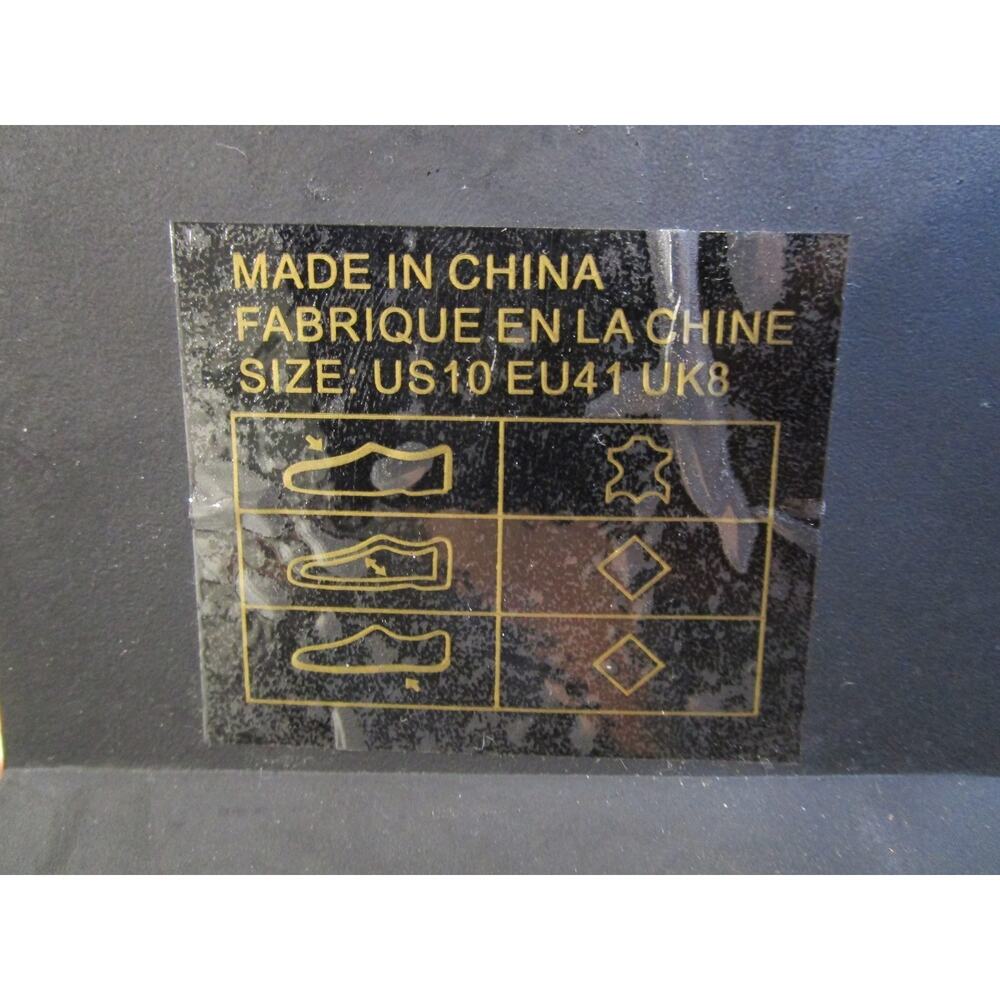 MADE IN CHINA
FABRIQUE EN LA CHINE
SIZE: US10 EU41 UK8